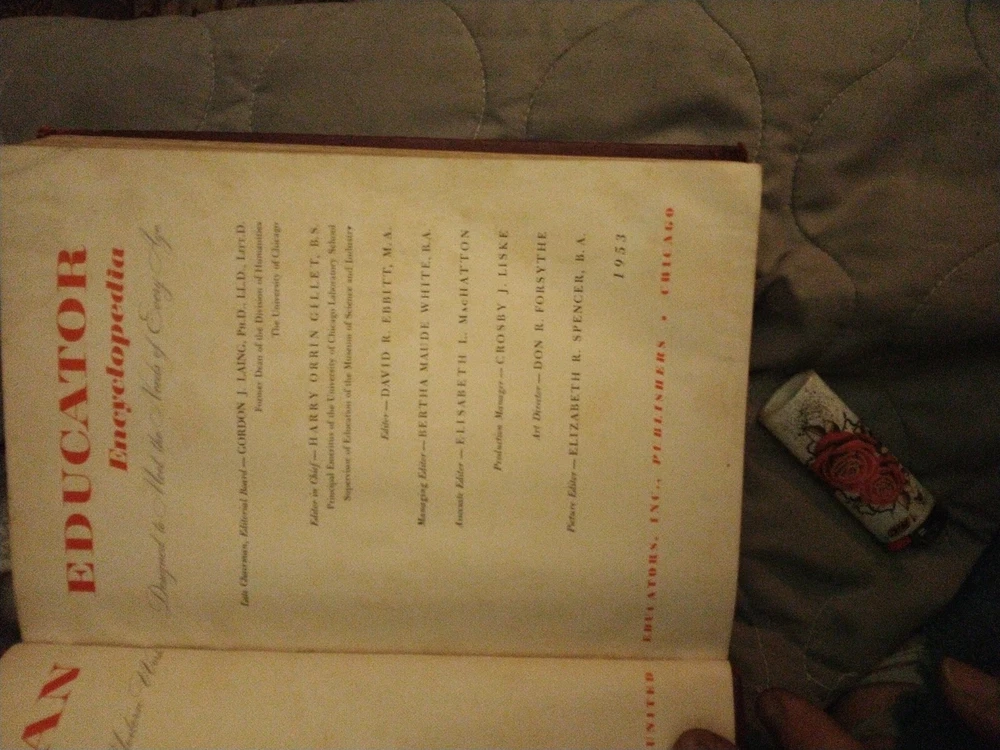 AN EDUCATOR
Encyclopedia
Designed to Meet the Needs of Every Age
Late Chairman, Editorial Board—GORDON J. LAING, PH.D., LL.D., LITT.D.
Former Dean of the Division of Humanities
The University of Chicago
Editor in Chief—HARRY ORRIN GILLET, B.S.
Principal Emeritus of the University of Chicago Laboratory School
Supervisor of Education of the Museum of Science and Industry
Editor—DAVID R. EBBITT, M.A.
Managing Editor—BERTHA MAUDE WHITE, B.A.
Associate Editor—ELISABETH L. MACHATTON
Production Manager—CROSBY J. LISKE
Art Director—DON R. FORSYTHE
Picture Editor—ELIZABETH R. SPENCER, B.A.
1953
UNITED EDUCATORS, INC., PUBLISHERS • CHICAGO